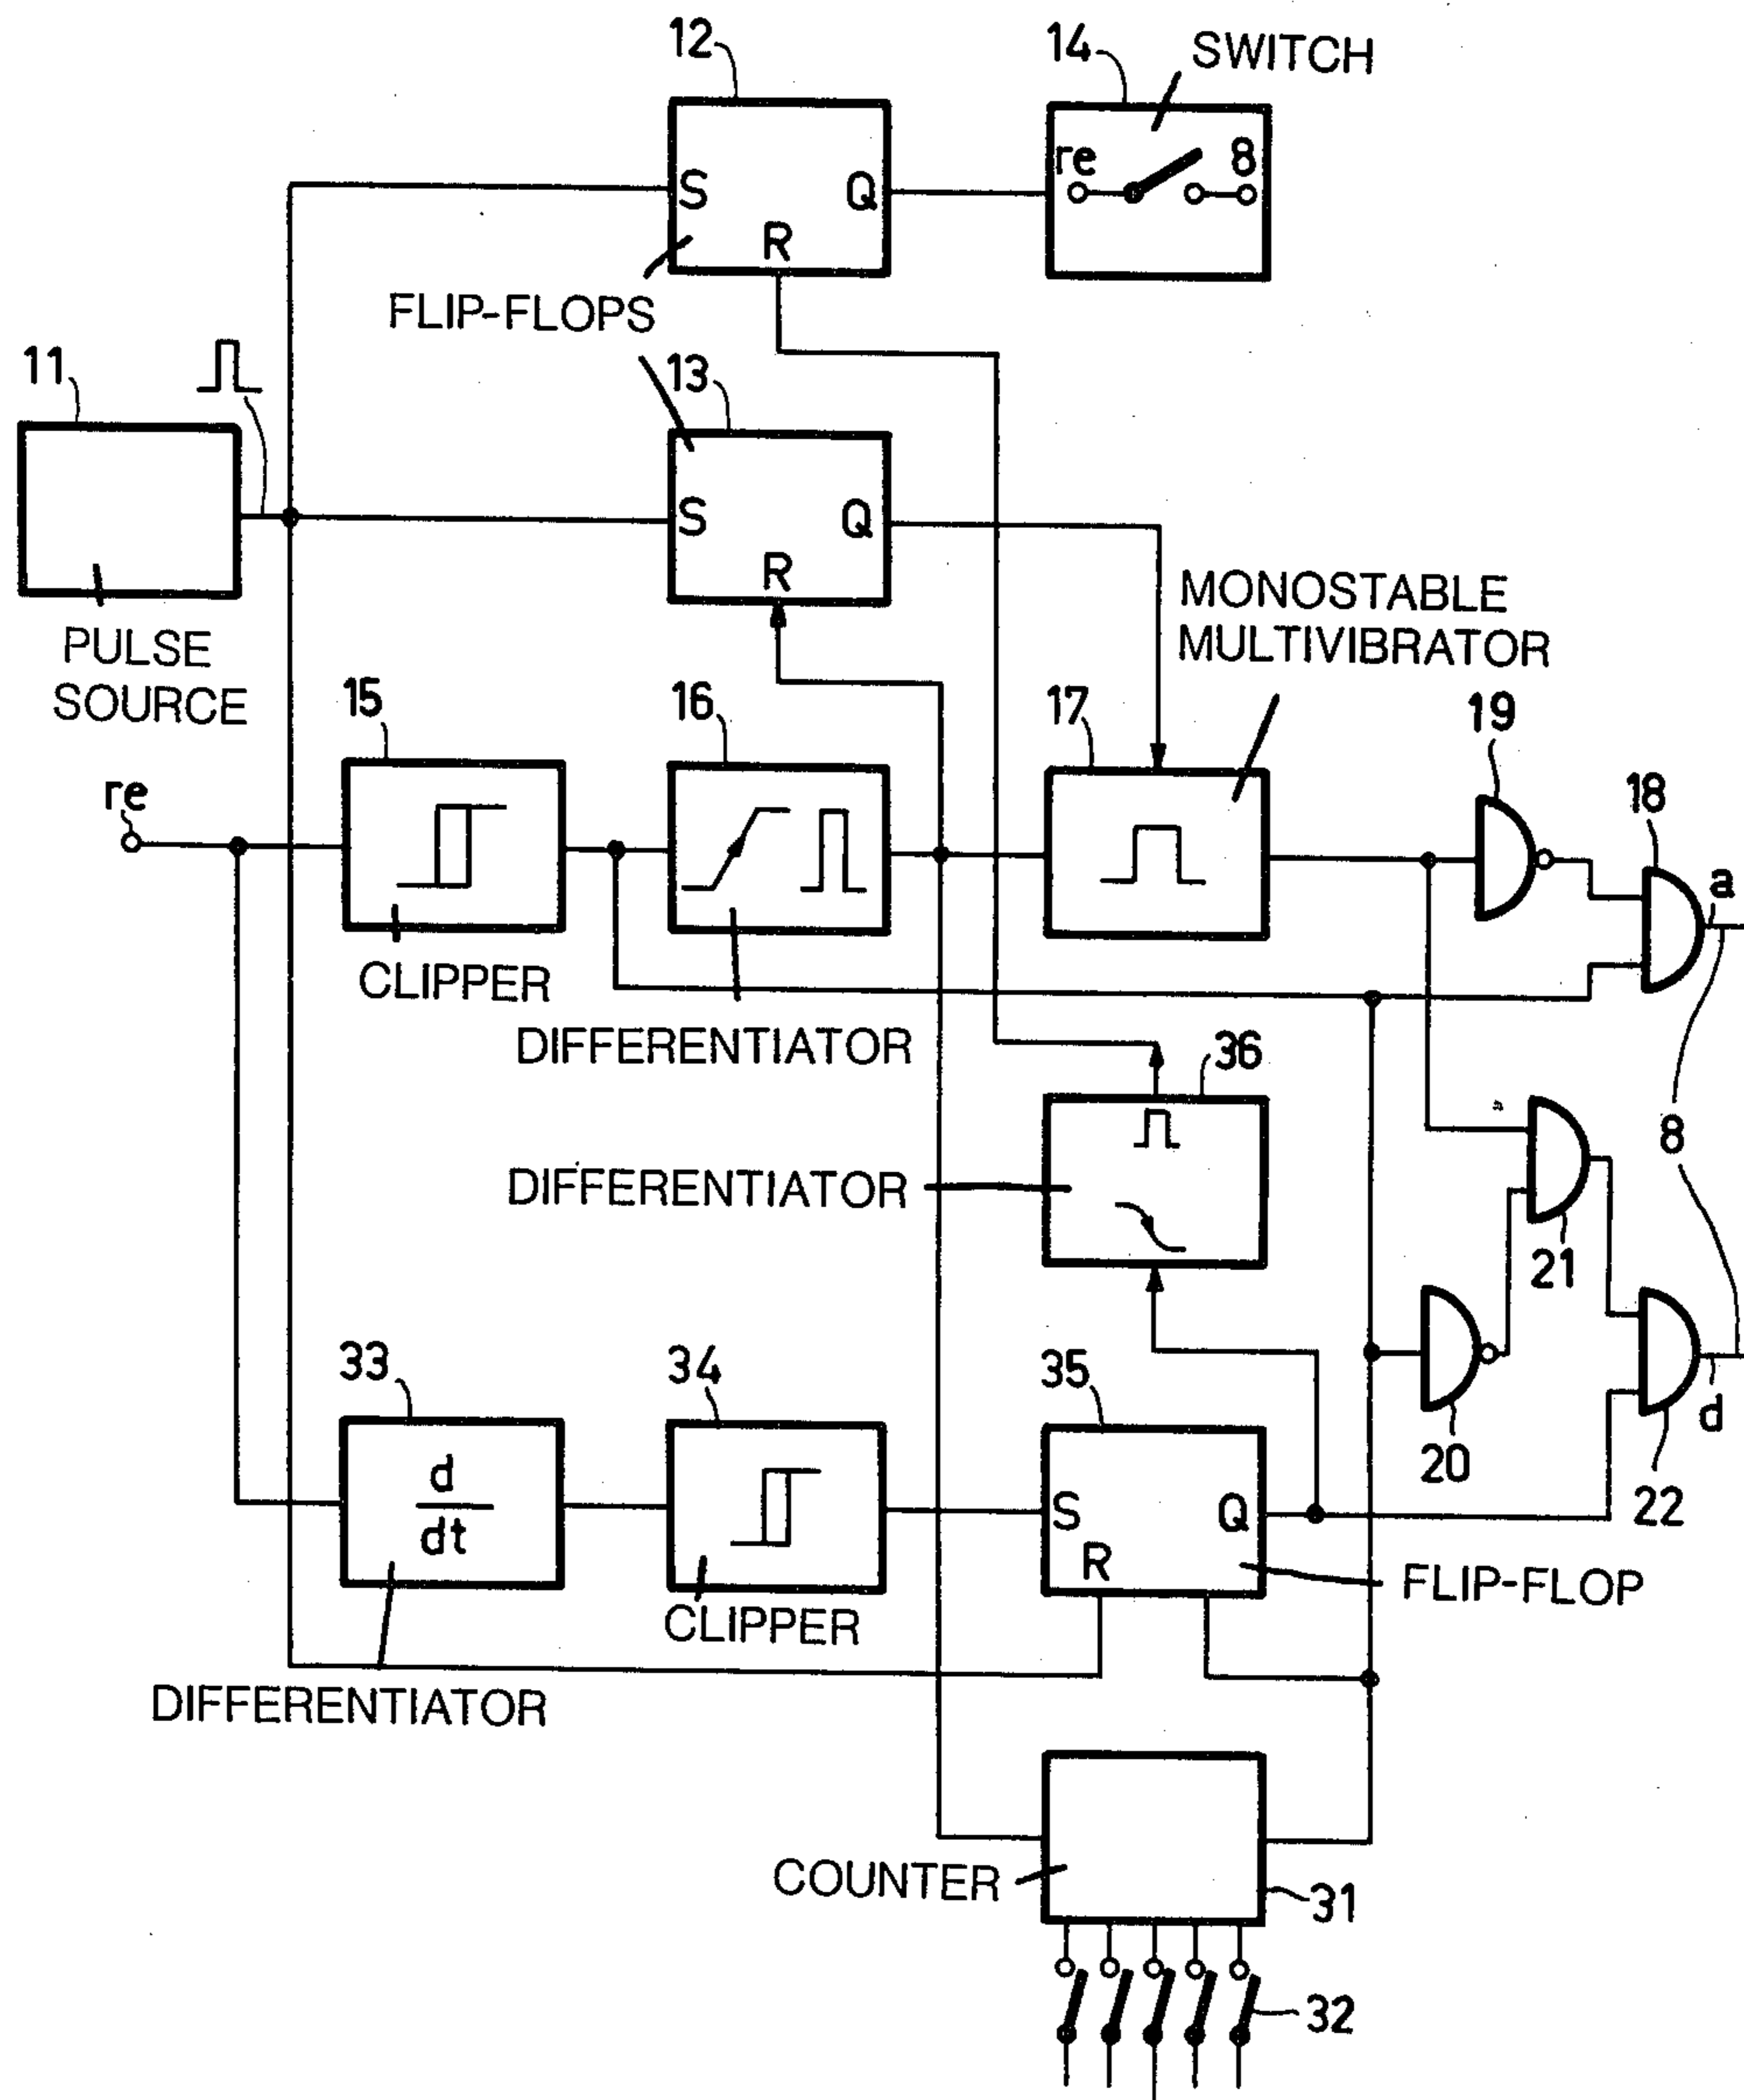 12
14
SWITCH
re
8
S
Q
R
FLIP-FLOPS
11
13
S
Q
R
PULSE
SOURCE
MONOSTABLE
MULTIVIBRATOR
15
16
17
19
18
re
a
CLIPPER
DIFFERENTIATOR
36
8
DIFFERENTIATOR
21
33
34
35
d
20
22
d
dt
S
Q
R
FLIP-FLOP
CLIPPER
DIFFERENTIATOR
COUNTER
31
32